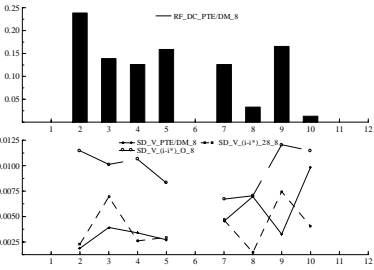 0.25
RF_DC_PTE/DM_8
0.20
0.15
0.10
0.05
1 2 3 4 5 6 7 8 9 10 11 12
0.0125
SD_V_PTE/DM_8 SD_V_(i-i*)_28_8
SD_V_(i-i*)_O_8
0.0100
0.0075
0.0050
0.0025
1 2 3 4 5 6 7 8 9 10 11 12